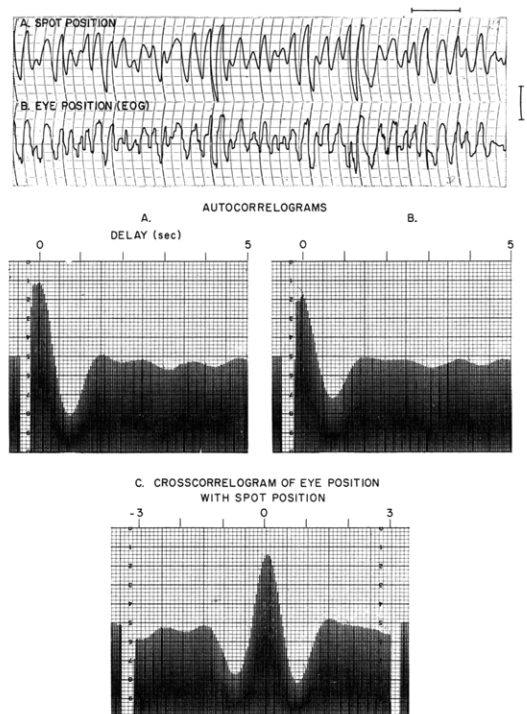 A. SPOT POSITION
B. EYE POSITION (EOG)
AUTOCORRELOGRAMS
A. B.
DELAY (sec)
0 5 0 5
C. CROSSCORRELOGRAM OF EYE POSITION
WITH SPOT POSITION
-3 0 3